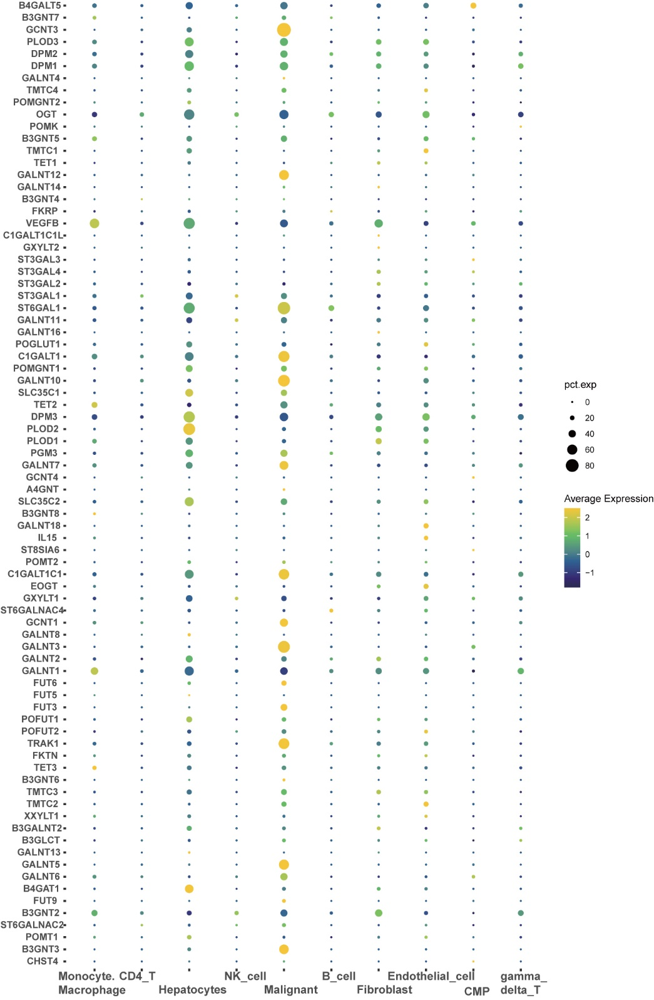 B4GALT5
B3GNT7
GCNT3
PLOD3
DPM2
DPM1
GALNT4
TMTC4
POMGNT2
OGT
POMK
B3GNT5
TMTC1
TET1
GALNT12
GALNT14
B3GNT4
FKRP
VEGFB
C1GALT1C1L
GXYLT2
ST3GAL3
ST3GAL4
ST3GAL2
ST3GAL1
ST6GAL1
GALNT11
GALNT16
POGLUT1
C1GALT1
POMGNT1
GALNT10
SLC35C1
TET2
DPM3
PLOD2
PLOD1
PGM3
GALNT7
GCNT4
A4GNT
SLC35C2
B3GNT8
GALNT18
IL15
ST8SIA6
POMT2
C1GALT1C1
EOGT
GXYLT1
ST6GALNAC4
GCNT1
GALNT8
GALNT3
GALNT2
GALNT1
FUT6
FUT5
FUT3
POFUT1
POFUT2
TRAK1
FKTN
TET3
B3GNT6
TMTC3
TMTC2
XXYLT1
B3GALNT2
B3GLCT
GALNT13
GALNT5
GALNT6
B4GAT1
FUT9
B3GNT2
ST6GALNAC2
POMT1
B3GNT3
CHST4
Monocyte. CD4_T NK_cell B_cell Endothelial_cell gamma_
Macrophage Hepatocytes Malignant Fibroblast CMP delta_T
pct.exp
0
20
40
60
80
Average Expression
2
1
0
−1